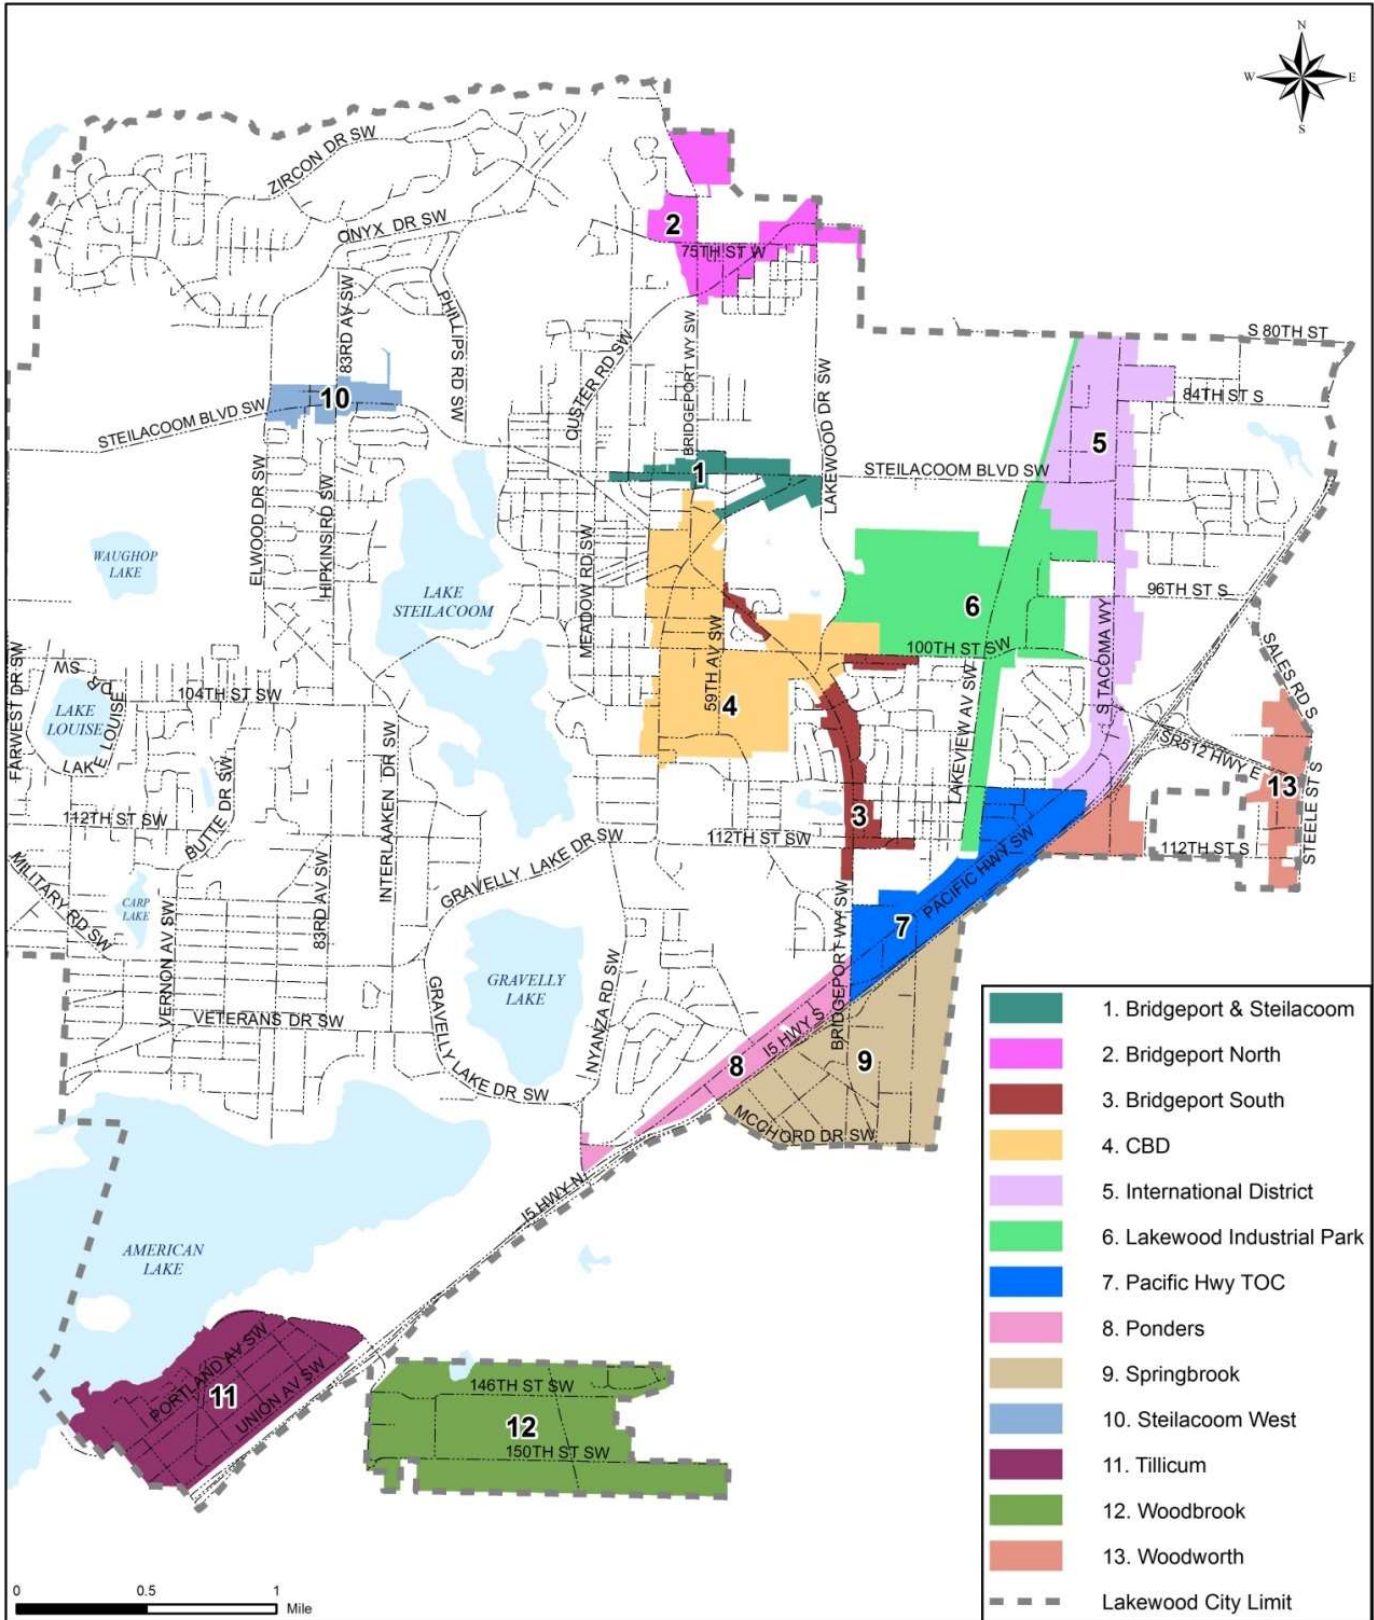 N
W
E
S
ZIRCON DR SW
ONYX DR SW
2
75TH ST W
83RD AV SW
PHILLIPS RD SW
CUSTER RD SW
BRIDGEPORT WY SW
LAKEWOOD DR SW
S 80TH ST
84TH ST S
10
STEILACOOM BLVD SW
5
1
STEILACOOM BLVD SW
ELWOOD DR SW
HIPKINS RD SW
MEADOW RD SW
WAUGHOP
LAKE
LAKE
STEILACOOM
6
96TH ST S
100TH ST SW
59TH AV SW
4
S TACOMA WY
SALES RD S
FARWEST DR SW
LAKE LOUISE DR SW
LAKE
LOUISE
104TH ST SW
INTERLAAKEN DR SW
LAKEVIEW AV SW
SR512 HWY E
13
STEELE ST S
BUTTE DR SW
3
112TH ST SW
112TH ST SW
112TH ST S
GRAVELLY LAKE DR SW
MILITARY RD SW
CARP
LAKE
VERNON AV SW
83RD AV SW
PACIFIC HWY SW
7
BRIDGEPORT WY SW
GRAVELLY
LAKE
NYANZA RD SW
VETERANS DR SW
GRAVELLY LAKE DR SW
I5 HWY S
8
9
MCCHORD DR SW
I5 HWY N
AMERICAN
LAKE
PORTLAND AV SW
UNION AV SW
11
146TH ST SW
12
150TH ST SW
1. Bridgeport & Steilacoom
2. Bridgeport North
3. Bridgeport South
4. CBD
5. International District
6. Lakewood Industrial Park
7. Pacific Hwy TOC
8. Ponders
9. Springbrook
10. Steilacoom West
11. Tillicum
12. Woodbrook
13. Woodworth
Lakewood City Limit
0 0.5 1
Mile